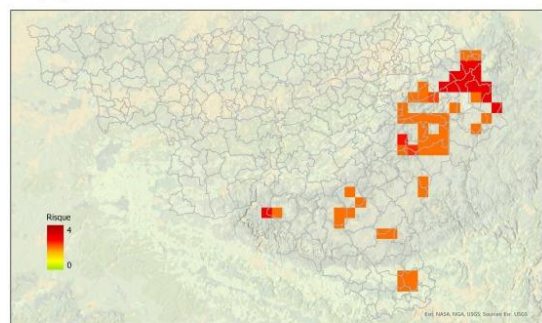 Risque
4
0
Esri, NASA, NGA, USGS, Sources: Esri, USGS